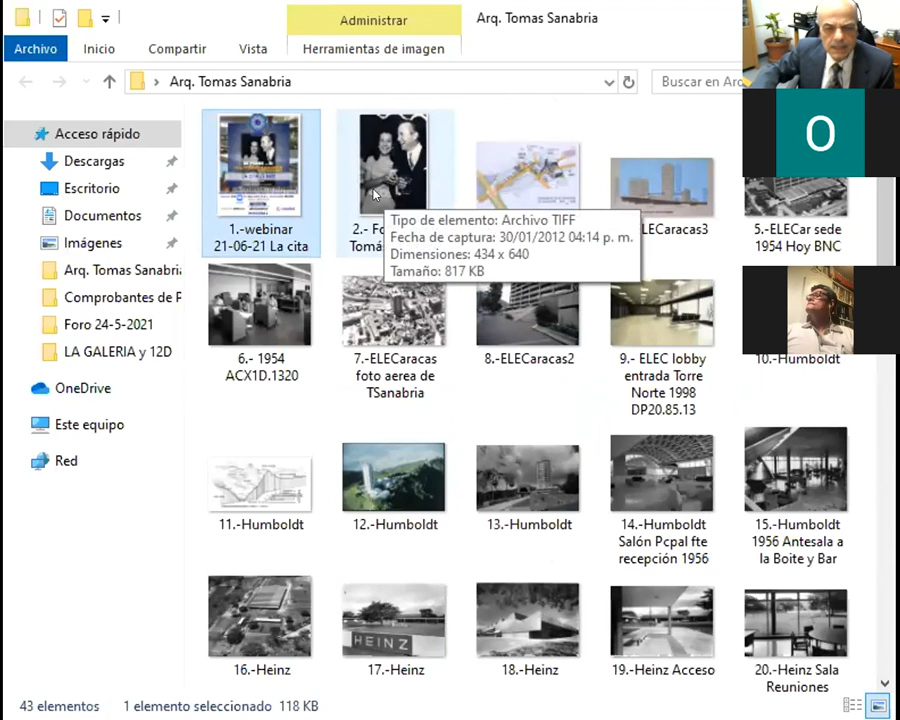 Administrar
Arq. Tomas Sanabria
Archivo
Inicio
Compartir
Vista
Herramientas de imagen
Arq. Tomas Sanabria
Buscar en Arq
Acceso rápido
Descargas
Escritorio
Documentos
Imágenes
Arq. Tomas Sanabria
Comprobantes de P
Foro 24-5-2021
LA GALERIA y 12D
OneDrive
Este equipo
Red
1.-webinar
21-06-21 La cita
2.- Fo
Tomá
ELECaracas3
5.-ELECar sede
1954 Hoy BNC
Tipo de elemento: Archivo TIFF
Fecha de captura: 30/01/2012 04:14 p. m.
Dimensiones: 434 x 640
Tamaño: 817 KB
O
6.- 1954
ACX1D.1320
7.-ELECaracas
foto aerea de
TSanabria
8.-ELECaracas2
9.- ELEC lobby
entrada Torre
Norte 1998
DP20.85.13
10.-Humboldt
11.-Humboldt
12.-Humboldt
13.-Humboldt
14.-Humboldt
Salón Pcpal fte
recepción 1956
15.-Humboldt
1956 Antesala a
la Boite y Bar
HEINZ
16.-Heinz
17.-Heinz
18.-Heinz
19.-Heinz Acceso
20.-Heinz Sala
Reuniones
43 elementos
1 elemento seleccionado 118 KB